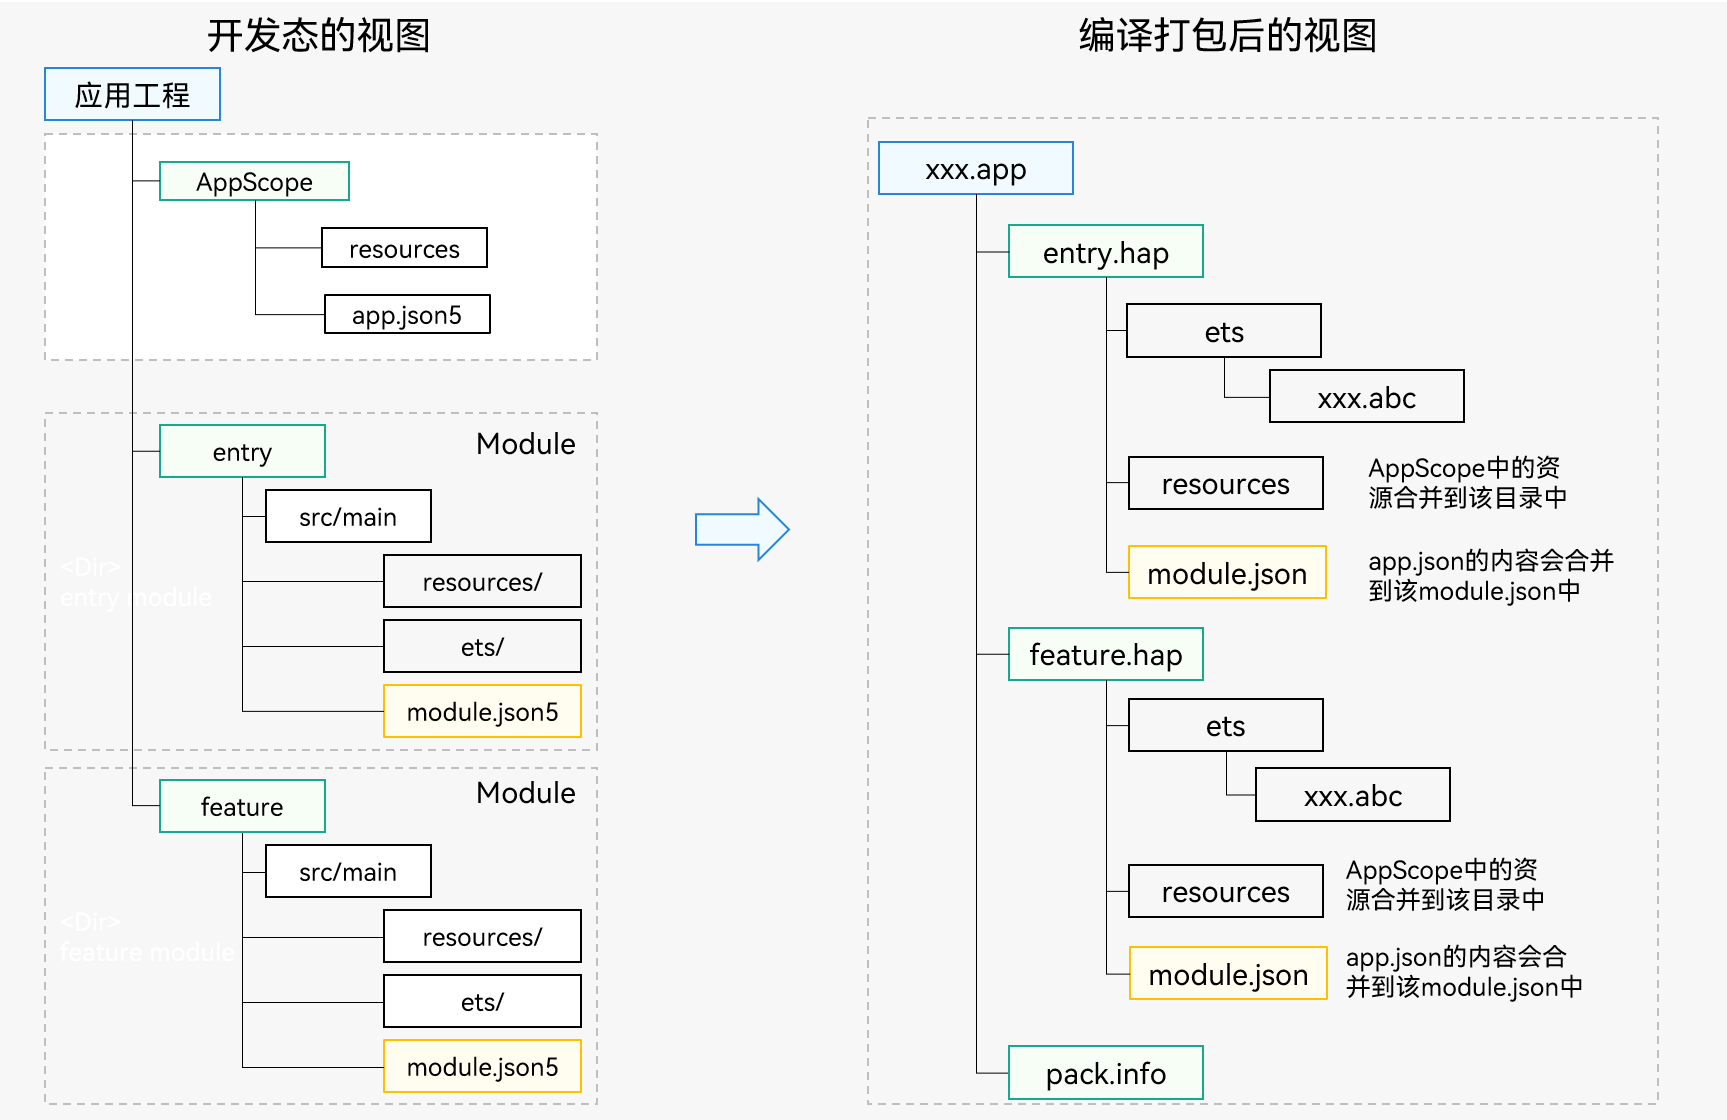 开发态的视图
应用工程
AppScope
resources
app.json5
Module
entry
src/main
<Dir>
entry module
resources/
ets/
module.json5
Module
feature
src/main
<Dir>
feature module
resources/
ets/
module.json5
编译打包后的视图
xxx.app
entry.hap
ets
xxx.abc
resources
AppScope中的资
源合并到该目录中
module.json
app.json的内容会合并
到该module.json中
feature.hap
ets
xxx.abc
resources
AppScope中的资
源合并到该目录中
module.json
app.json的内容会合
并到该module.json中
pack.info